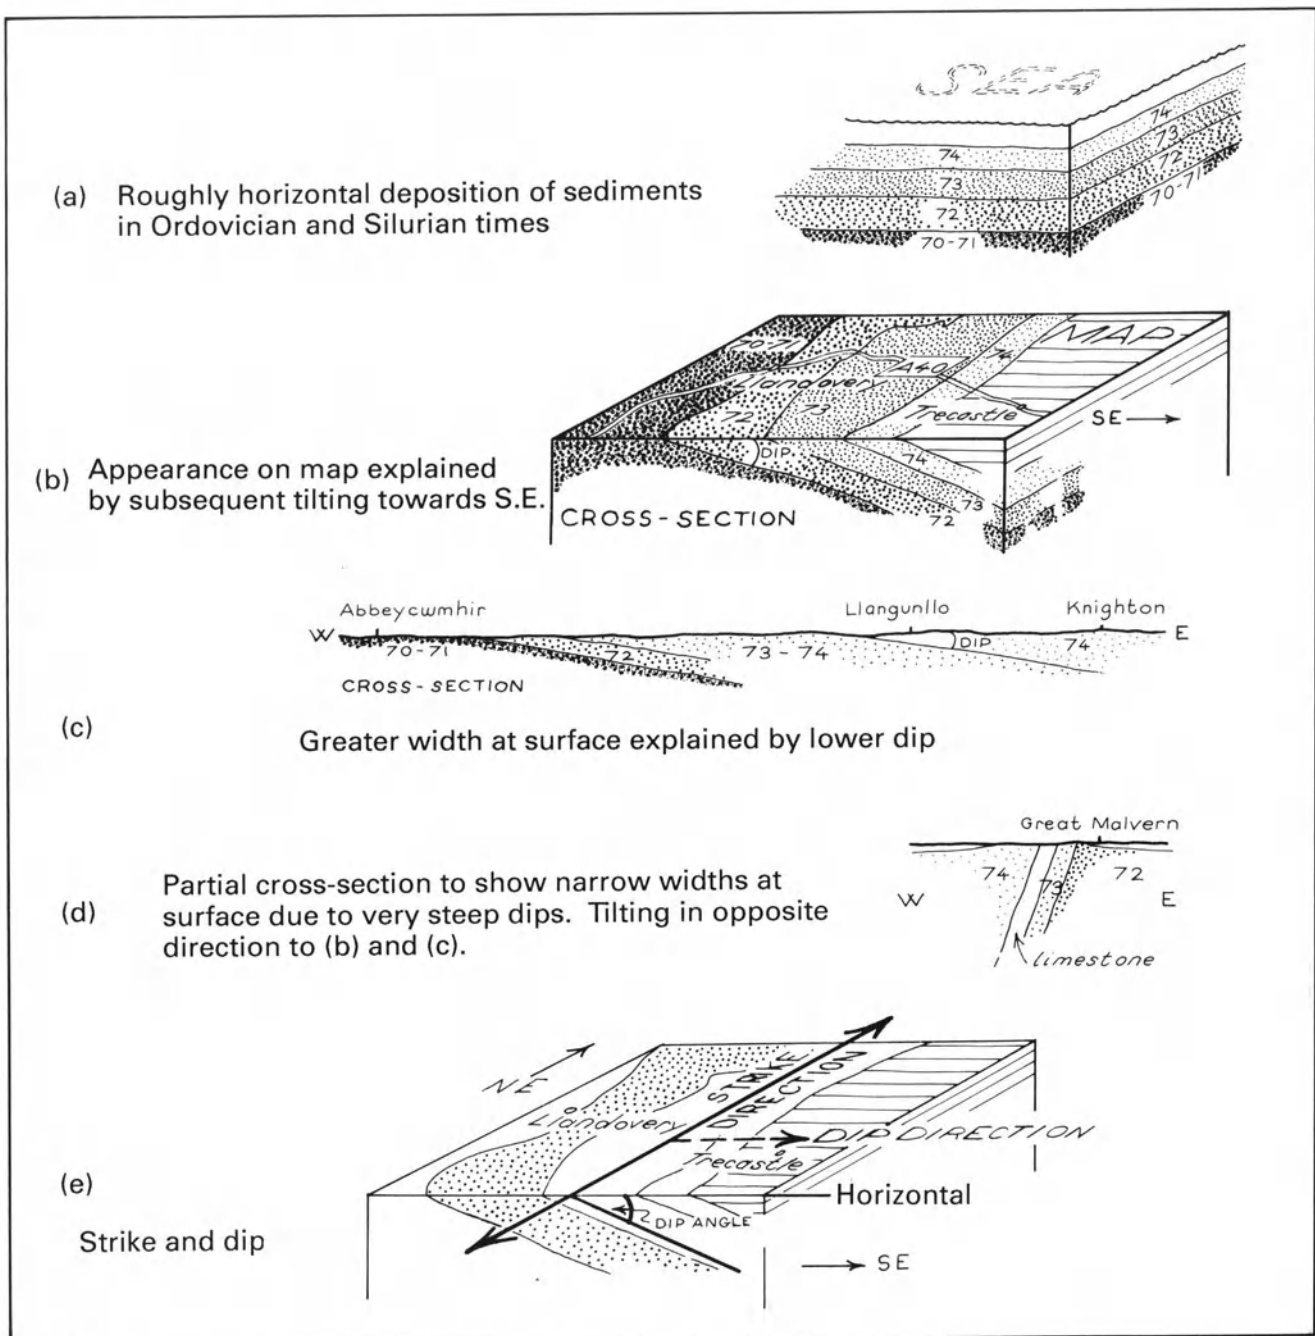 SEA
74
73
72
70-71
74
73
72
70-71
(a) Roughly horizontal deposition of sediments
in Ordovician and Silurian times
70-71
Llandovery
72
73
A40
74
MAP
Trecastle
SE
DIP
74
73
72
CROSS-SECTION
(b) Appearance on map explained
by subsequent tilting towards S.E.
Abbeycwmhir
Llangunllo
Knighton
W
70-71
72
73-74
DIP
74
E
CROSS-SECTION
(c) Greater width at surface explained by lower dip
Great Malvern
74
73
72
W
E
limestone
(d) Partial cross-section to show narrow widths at
surface due to very steep dips. Tilting in opposite
direction to (b) and (c).
NE
Llandovery
STRIKE
DIRECTION
DIP DIRECTION
Trecastle
Horizontal
DIP ANGLE
SE
(e)
Strike and dip